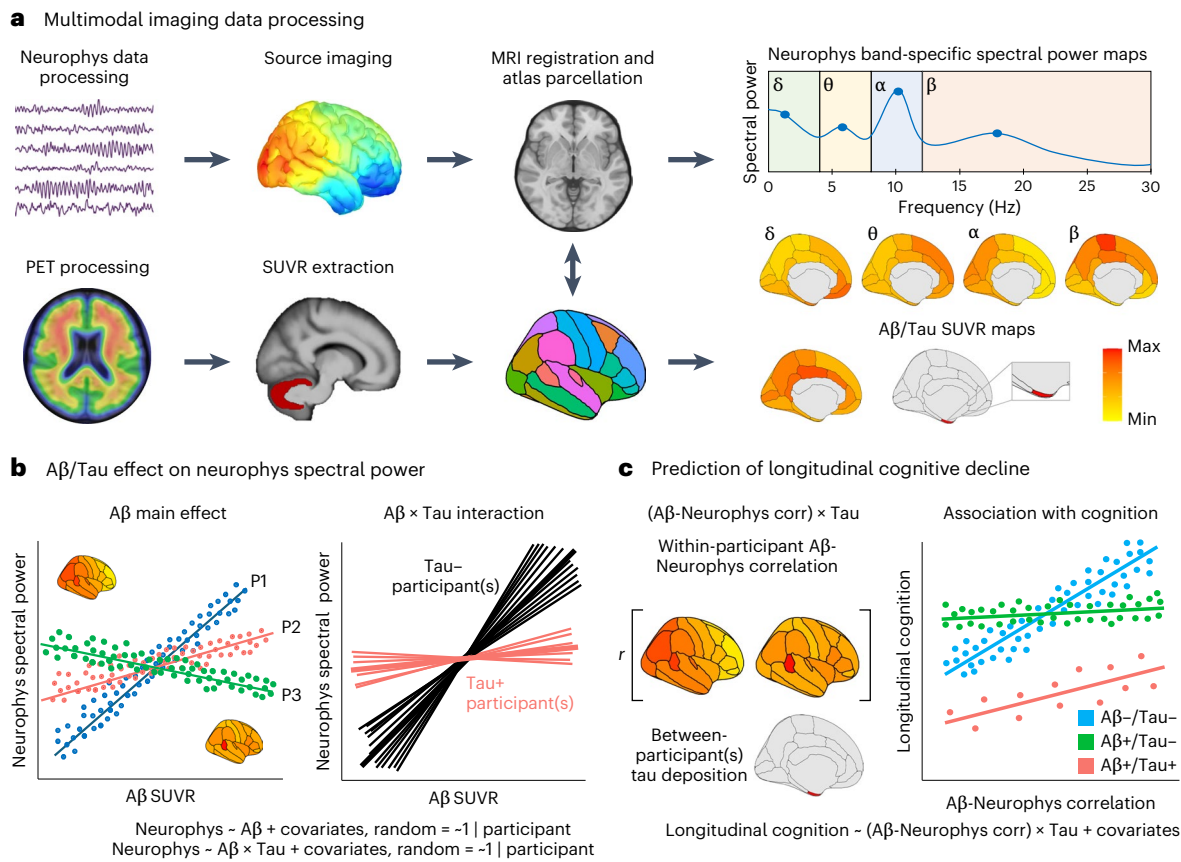 a Multimodal imaging data processing
Neurophys data
processing
Source imaging
MRI registration and
atlas parcellation
Neurophys band-specific spectral power maps
Spectral power
δ θ α β
0 5 10 15 20 25 30
Frequency (Hz)
δ θ α β
PET processing
SUVR extraction
Aβ/Tau SUVR maps
Max
Min
b Aβ/Tau effect on neurophys spectral power
Aβ main effect
Neurophys spectral power
P1
P2
P3
Aβ SUVR
Aβ × Tau interaction
Neurophys spectral power
Tau–
participant(s)
Tau+
participant(s)
Aβ SUVR
Neurophys ~ Aβ + covariates, random = ~1 | participant
Neurophys ~ Aβ × Tau + covariates, random = ~1 | participant
c Prediction of longitudinal cognitive decline
(Aβ-Neurophys corr) × Tau
Within-participant Aβ-
Neurophys correlation
r
Between-
participant(s)
tau deposition
Association with cognition
Longitudinal cognition
Aβ–/Tau–
Aβ+/Tau–
Aβ+/Tau+
Aβ-Neurophys correlation
Longitudinal cognition ~ (Aβ-Neurophys corr) × Tau + covariates